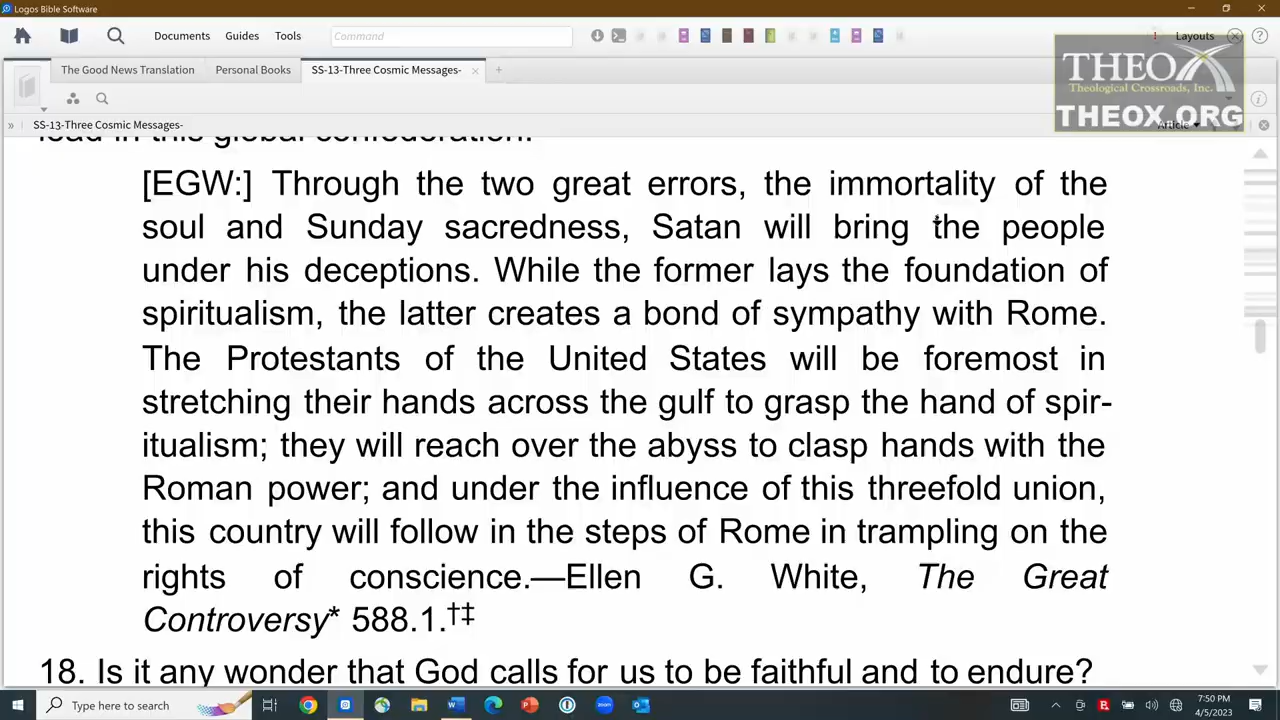 Logos Bible Software
Documents Guides Tools Command Layouts
The Good News Translation Personal Books SS-13-Three Cosmic Messages-
THEOX
Theological Crossroads, Inc.
THEOX.ORG
SS-13-Three Cosmic Messages- Article
lead in this global confederation.
[EGW:] Through the two great errors, the immortality of the
soul and Sunday sacredness, Satan will bring the people
under his deceptions. While the former lays the foundation of
spiritualism, the latter creates a bond of sympathy with Rome.
The Protestants of the United States will be foremost in
stretching their hands across the gulf to grasp the hand of spir-
itualism; they will reach over the abyss to clasp hands with the
Roman power; and under the influence of this threefold union,
this country will follow in the steps of Rome in trampling on the
rights of conscience.—Ellen G. White, The Great
Controversy* 588.1.†‡
18. Is it any wonder that God calls for us to be faithful and to endure?
Type here to search
7:50 PM
4/5/2023